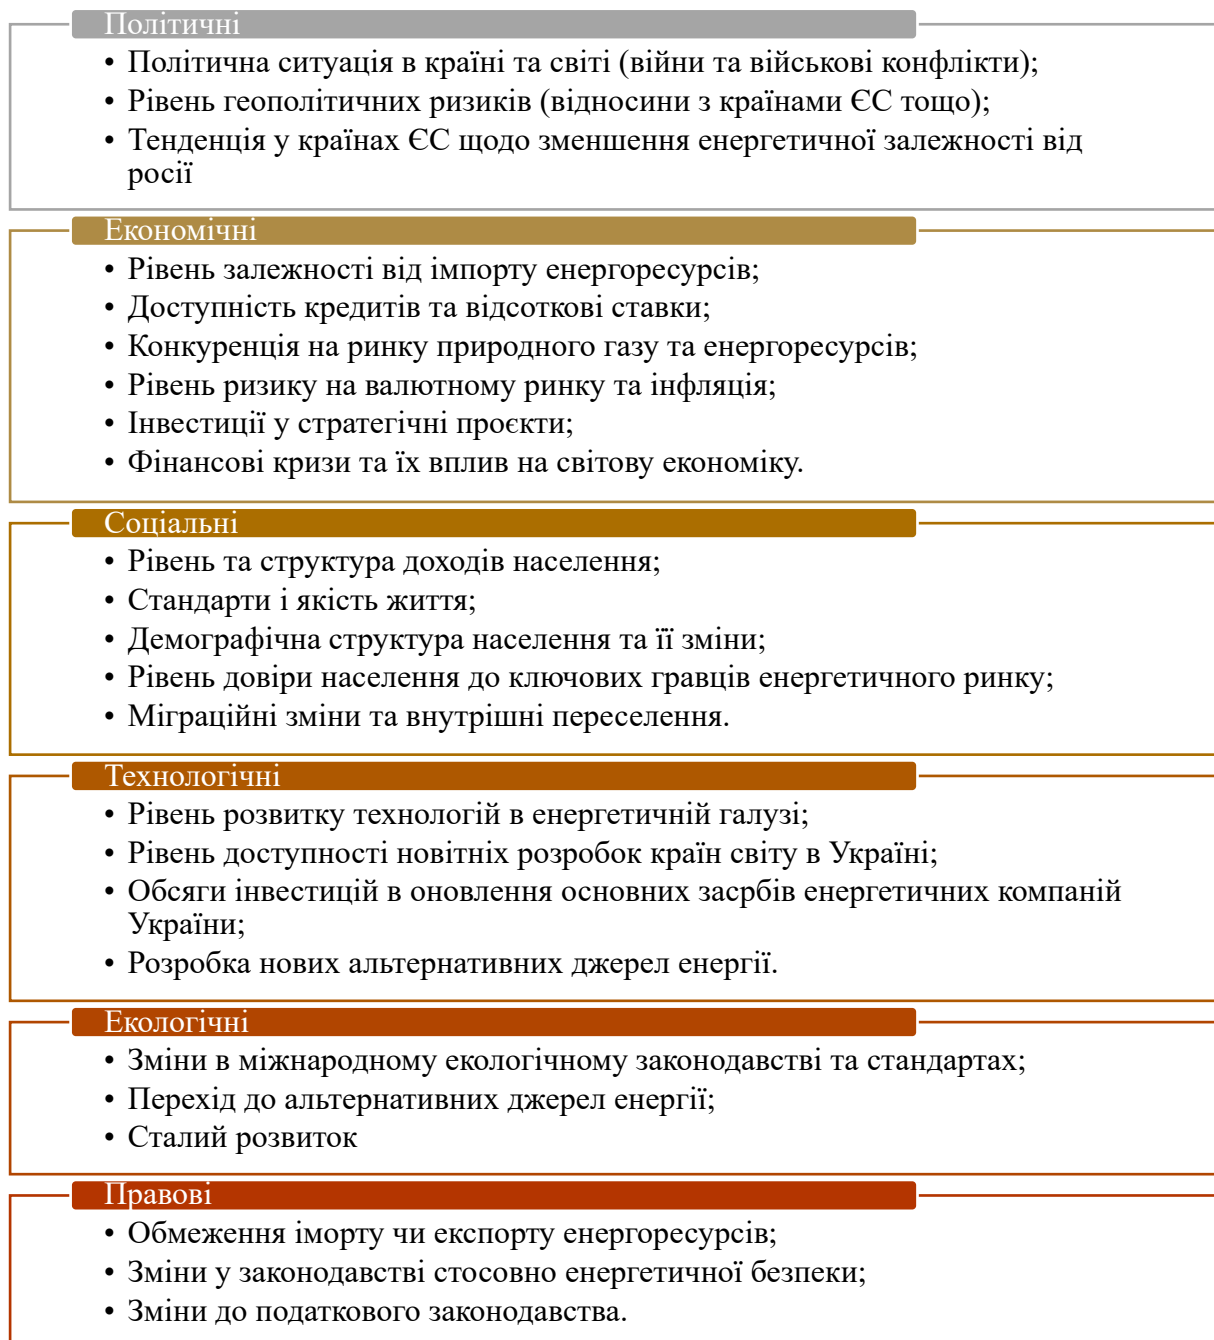 Політичні
• Політична ситуація в країні та світі (війни та військові конфлікти);
• Рівень геополітичних ризиків (відносини з країнами ЄС тощо);
• Тенденція у країнах ЄС щодо зменшення енергетичної залежності від
росії
Економічні
• Рівень залежності від імпорту енергоресурсів;
• Доступність кредитів та відсоткові ставки;
• Конкуренція на ринку природного газу та енергоресурсів;
• Рівень ризику на валютному ринку та інфляція;
• Інвестиції у стратегічні проєкти;
• Фінансові кризи та їх вплив на світову економіку.
Соціальні
• Рівень та структура доходів населення;
• Стандарти і якість життя;
• Демографічна структура населення та її зміни;
• Рівень довіри населення до ключових гравців енергетичного ринку;
• Міграційні зміни та внутрішні переселення.
Технологічні
• Рівень розвитку технологій в енергетичній галузі;
• Рівень доступності новітніх розробок країн світу в Україні;
• Обсяги інвестицій в оновлення основних засрбів енергетичних компаній
України;
• Розробка нових альтернативних джерел енергії.
Екологічні
• Зміни в міжнародному екологічному законодавстві та стандартах;
• Перехід до альтернативних джерел енергії;
• Сталий розвиток
Правові
• Обмеження іморту чи експорту енергоресурсів;
• Зміни у законодавстві стосовно енергетичної безпеки;
• Зміни до податкового законодавства.